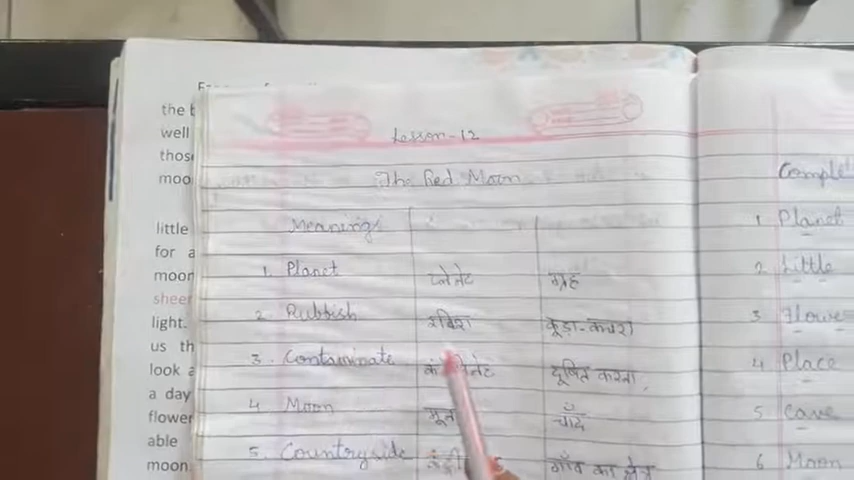 the
well
those
moo
little
for a
moon
sheer
light.
us th
look a
a day
flower
able
moon
Lesson-12
The Red Moon
Meanings
1. Planet प्लेनेट ग्रह
2 Rubbish रबिश कूड़ा-कचरा
3. Contaminate दूषित करना
4 Moon मून चाँद
5. Countryside गाँव का क्षेत्र
Complet
1 Planet
2. Little
3 Flower
4 Place
5 Cave
6 Moon